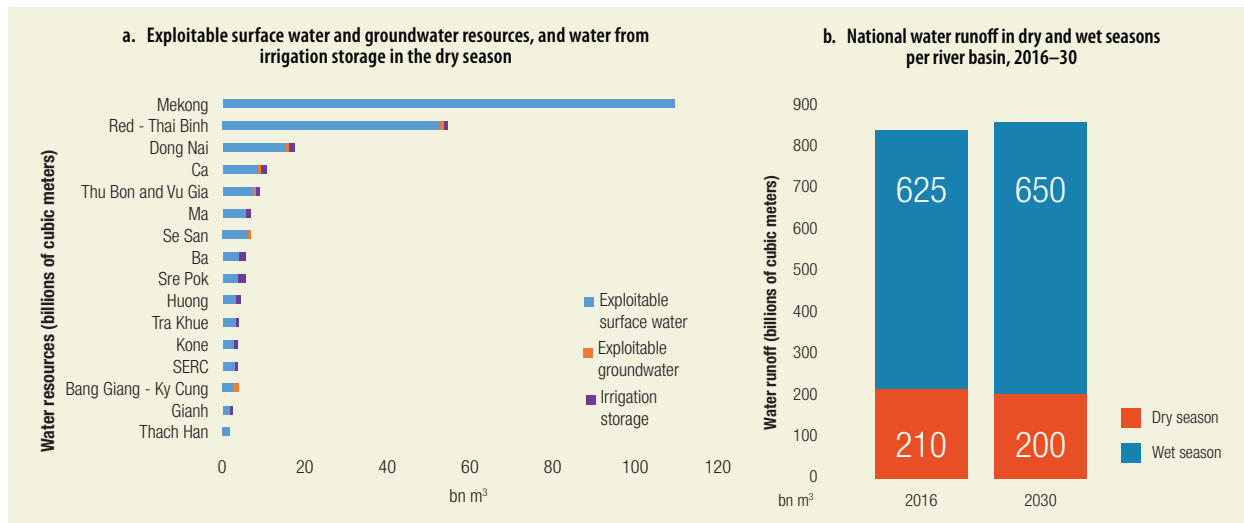 a. Exploitable surface water and groundwater resources, and water from
irrigation storage in the dry season
Water resources (billions of cubic meters)
Mekong
Red - Thai Binh
Dong Nai
Ca
Thu Bon and Vu Gia
Ma
Se San
Ba
Sre Pok
Huong
Tra Khue
Kone
SERC
Bang Giang - Ky Cung
Gianh
Thach Han
0 20 40 60 80 100 120
bn m³
Exploitable
surface water
Exploitable
groundwater
Irrigation
storage
b. National water runoff in dry and wet seasons
per river basin, 2016–30
Water runoff (billions of cubic meters)
900
800
700
600
500
400
300
200
100
0
bn m³
625
650
210
200
2016
2030
Dry season
Wet season